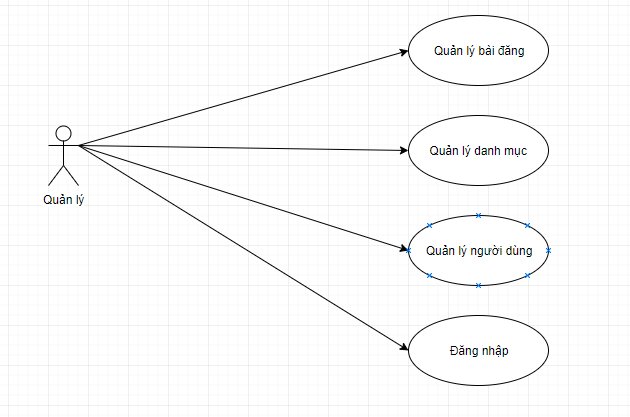 Quản lý bài đăng
Quản lý danh mục
Quản lý
Quản lý người dùng
Đăng nhập